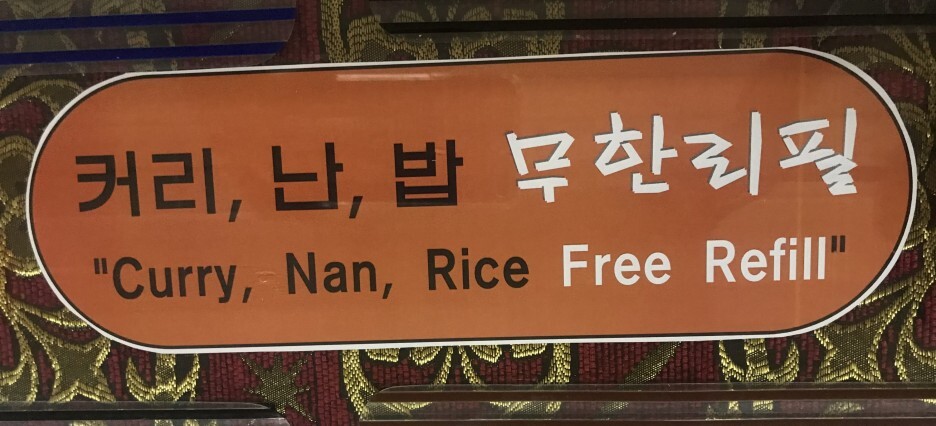 커리, 난, 밥 무한리필
"Curry, Nan, Rice Free Refill"